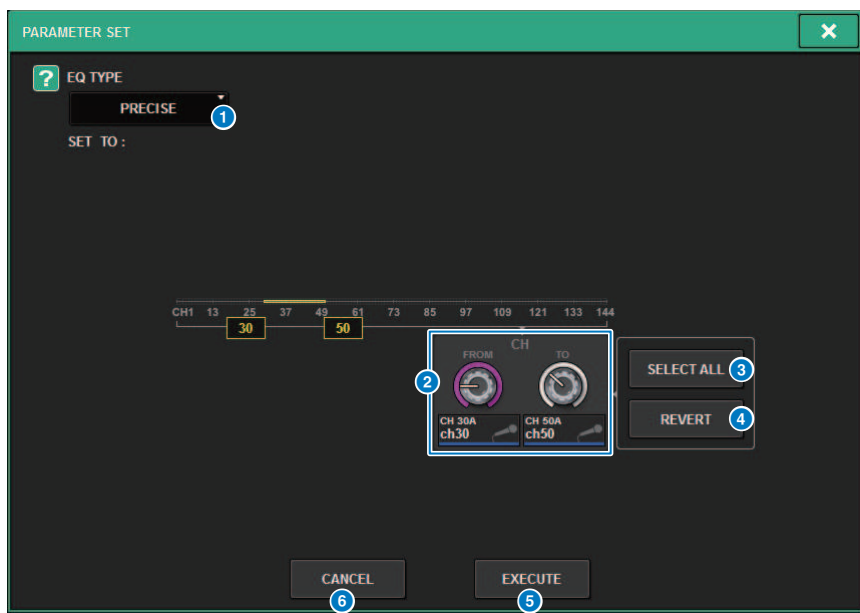 PARAMETER SET
×
? EQ TYPE
PRECISE
1
SET TO :
CH1 13 25 37 49 61 73 85 97 109 121 133 144
30 50
CH
FROM TO
2
CH 30A CH 50A
ch30 ch50
SELECT ALL 3
REVERT 4
CANCEL EXECUTE
6 5